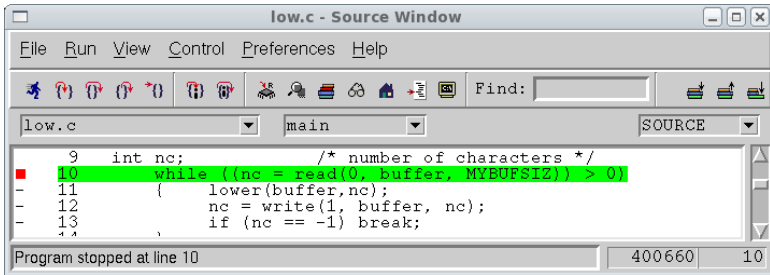 low.c - Source Window
File Run View Control Preferences Help
Find:
low.c main SOURCE
9 int nc; /* number of characters */
10 while ((nc = read(0, buffer, MYBUFSIZ)) > 0)
- 11 { lower(buffer,nc);
- 12 nc = write(1, buffer, nc);
- 13 if (nc == -1) break;
14 }
Program stopped at line 10 400660 10